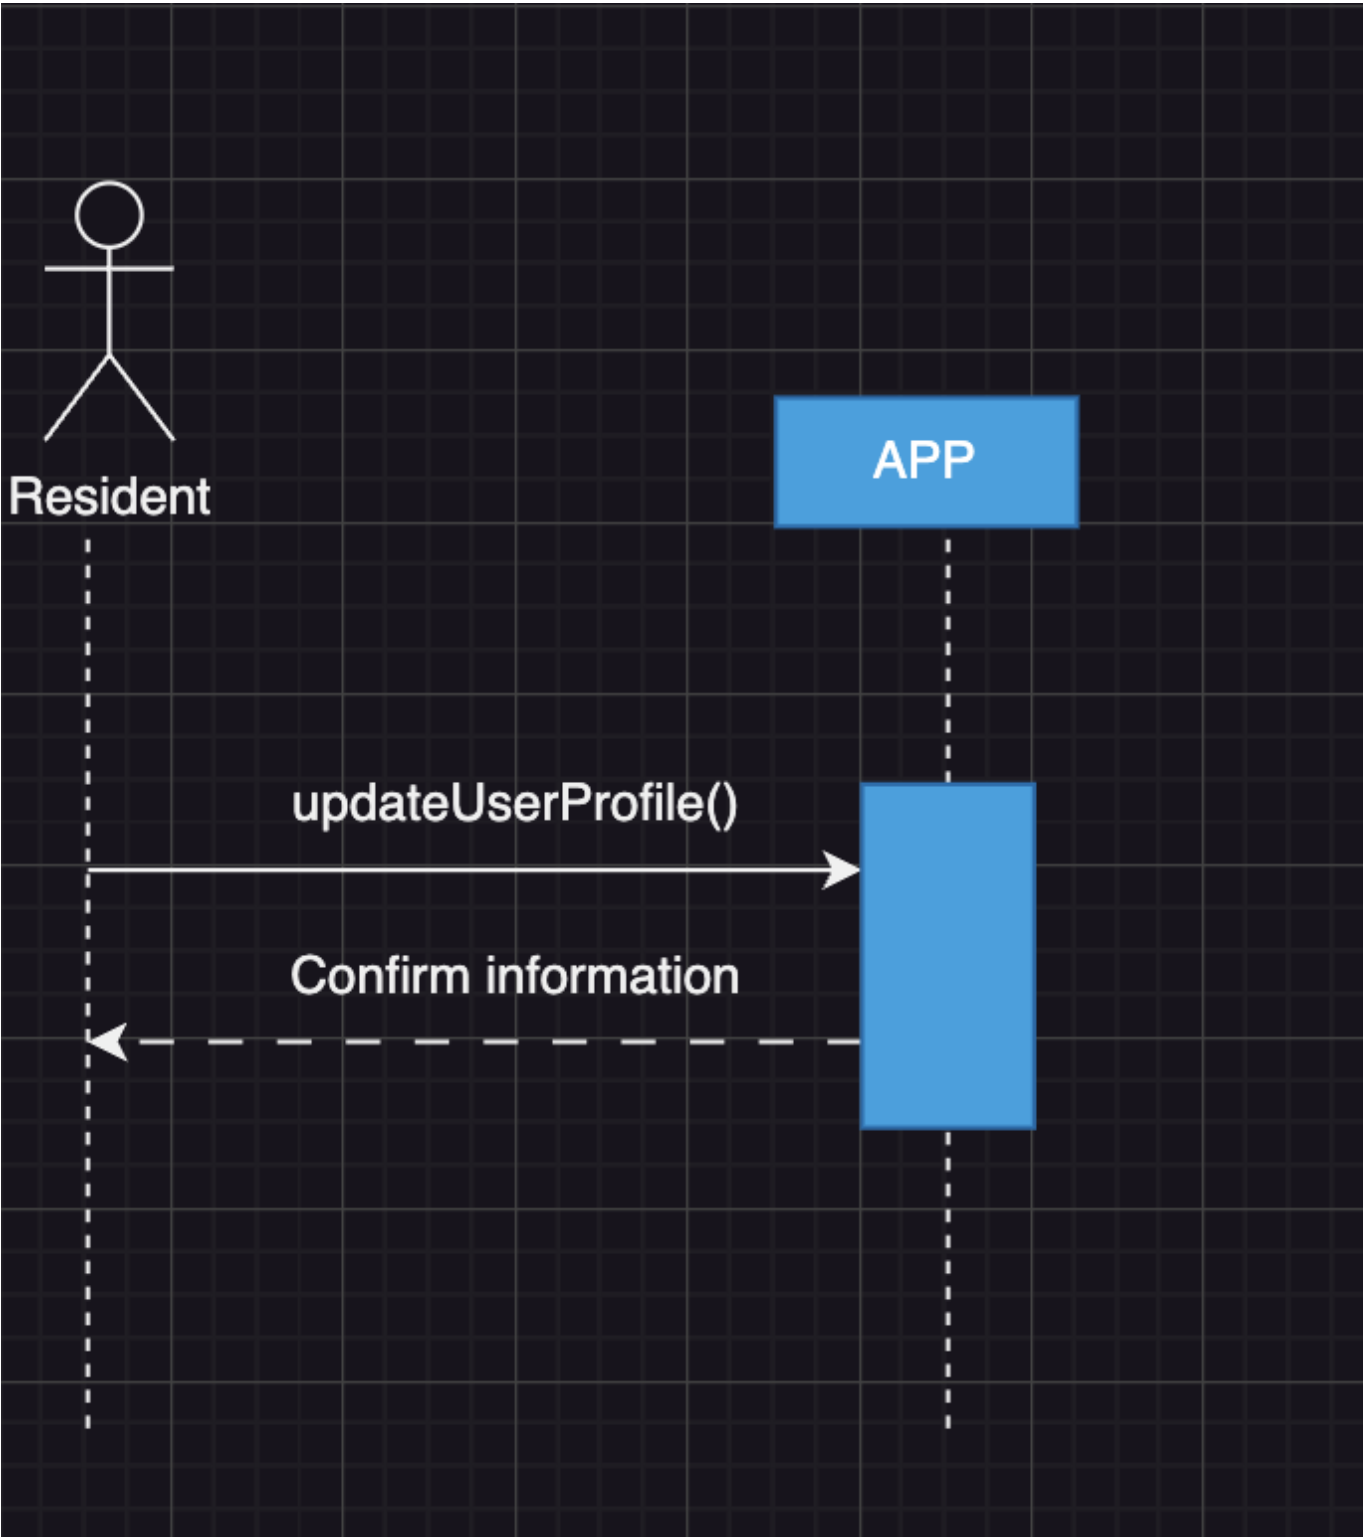 Resident
APP
updateUserProfile()
Confirm information